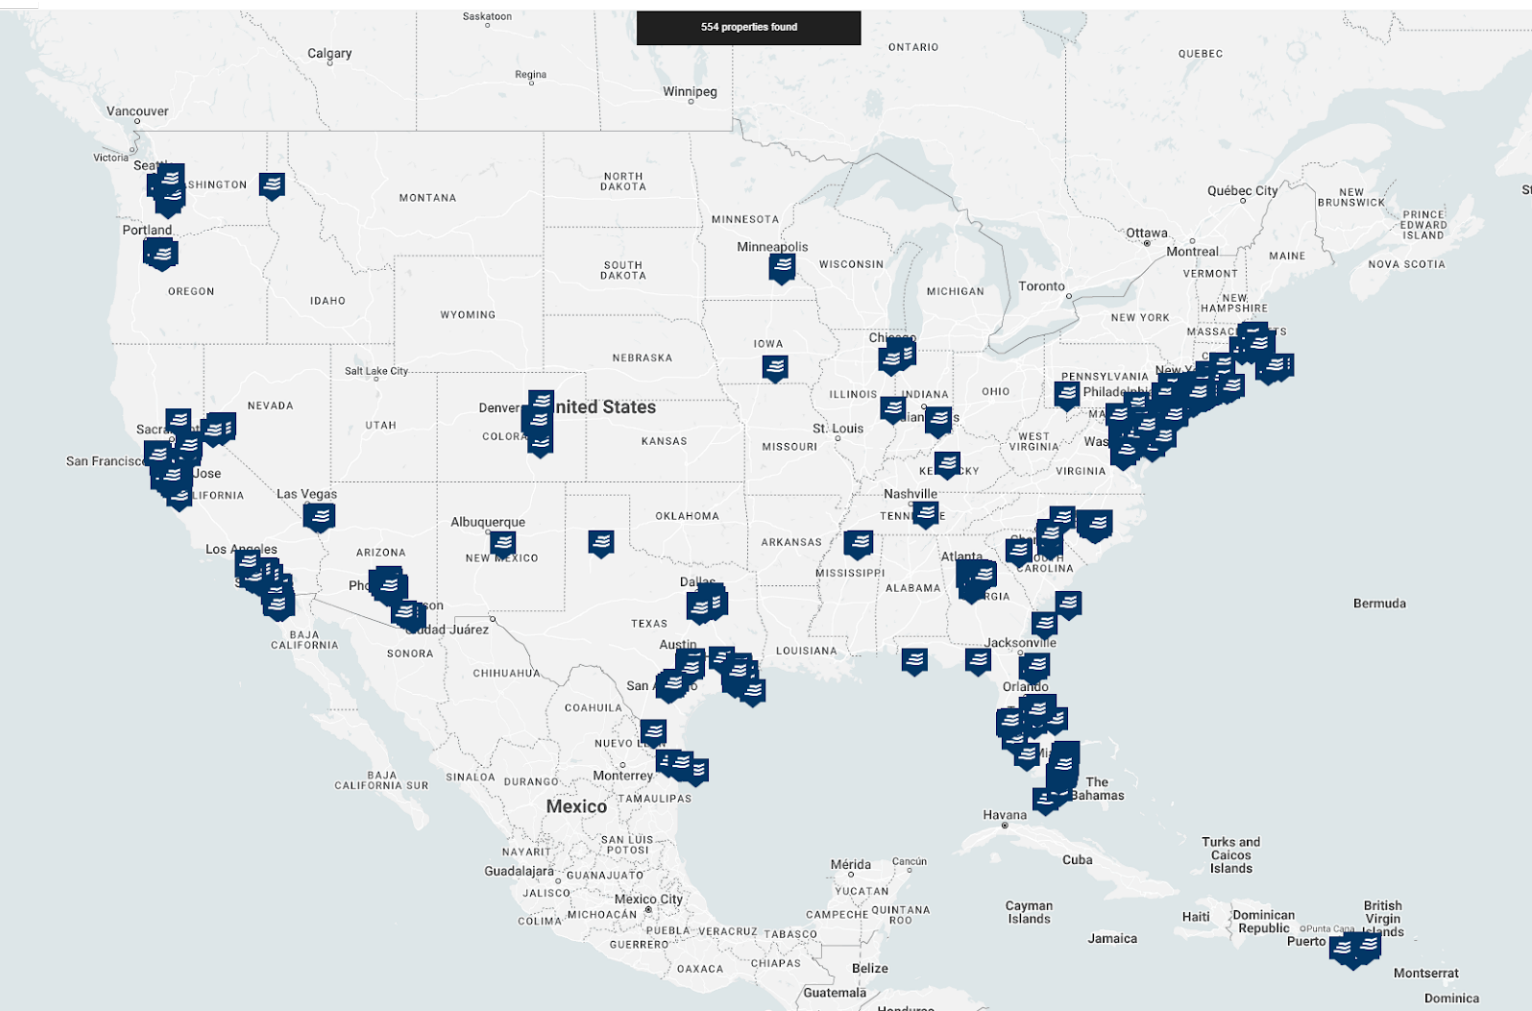 554 properties found
Saskatoon
ONTARIO
QUEBEC
Calgary
Regina
Winnipeg
Vancouver
Victoria
NORTH
DAKOTA
MONTANA
MINNESOTA
Québec City
NEW
BRUNSWICK
PRINCE
EDWARD
ISLAND
Portland
Ottawa
Montreal
Minneapolis
WISCONSIN
MAINE
NOVA SCOTIA
SOUTH
DAKOTA
VERMONT
OREGON
IDAHO
MICHIGAN
Toronto
NEW
HAMPSHIRE
WYOMING
NEW YORK
IOWA
NEBRASKA
Salt Lake City
PENNSYLVANIA
ILLINOIS
INDIANA
OHIO
NEVADA
Denver
UTAH
KANSAS
MISSOURI
St. Louis
WEST
VIRGINIA
VIRGINIA
San Francisco
Jose
Las Vegas
Nashville
Albuquerque
OKLAHOMA
ARKANSAS
Los Angeles
ARIZONA
NEW MEXICO
Atlanta
MISSISSIPPI
ALABAMA
CAROLINA
Dallas
Bermuda
TEXAS
Ciudad Juárez
BAJA
CALIFORNIA
SONORA
Austin
LOUISIANA
Jacksonville
CHIHUAHUA
Orlando
COAHUILA
Monterrey
BAJA
CALIFORNIA SUR
SINALOA
DURANGO
The
Bahamas
Mexico
TAMAULIPAS
Havana
SAN LUIS
POTOSI
NAYARIT
Turks and
Caicos
Islands
Cuba
Guadalajara
GUANAJUATO
Mérida
Cancún
JALISCO
YUCATAN
Mexico City
COLIMA
MICHOACÁN
CAMPECHE
QUINTANA
ROO
Cayman
Islands
Haiti
Dominican
Republic
British
Virgin
Islands
Punta Cana
PUEBLA
VERACRUZ
TABASCO
GUERRERO
Jamaica
Puerto
OAXACA
CHIAPAS
Belize
Montserrat
Guatemala
Dominica
Honduras